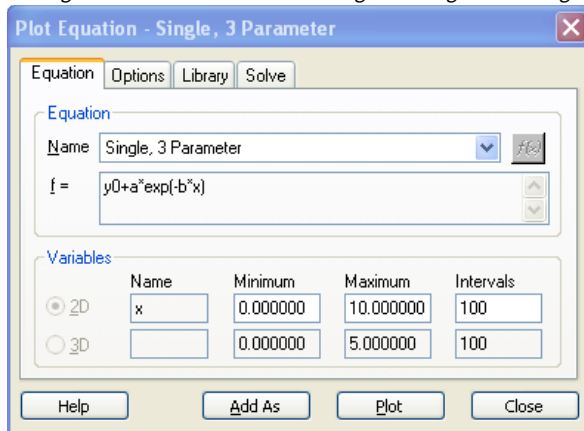 Plot Equation - Single, 3 Parameter
Equation Options Library Solve
Equation
Name Single, 3 Parameter f(x)
f = y0+a*exp(-b*x)
Variables
Name Minimum Maximum Intervals
2D x 0.000000 10.000000 100
3D 0.000000 5.000000 100
Help Add As Plot Close